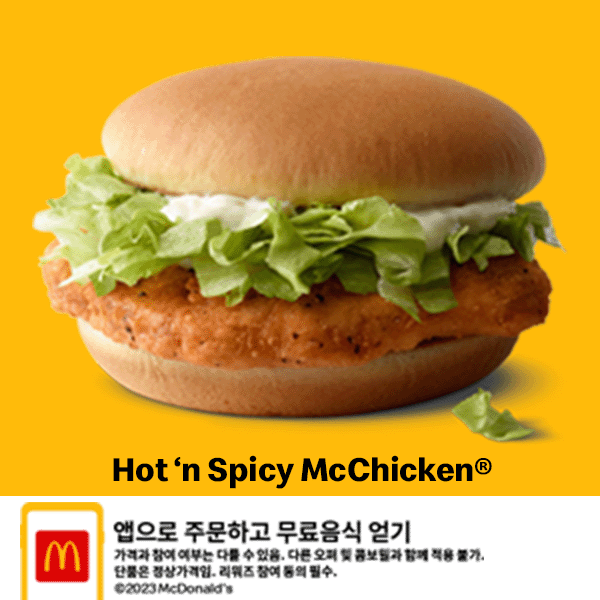 Hot ‘n Spicy McChicken®
앱으로 주문하고 무료음식 얻기
가격과 참여 여부는 다를 수 있음. 다른 오퍼 및 콤보밀과 함께 적용 불가.
단품은 정상가격임. 리워즈 참여 동의 필수.
©2023 McDonald's